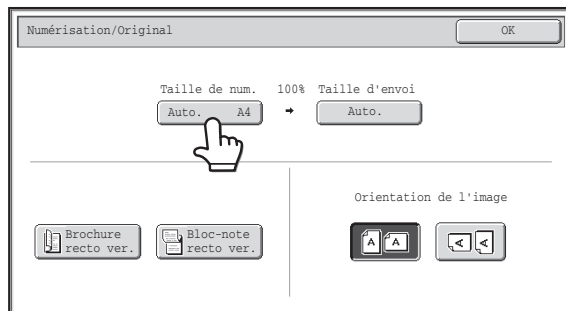 Numérisation/Original
OK
Taille de num. 100% Taille d'envoi
Auto. A4 Auto.
Orientation de l'image
Brochure
recto ver.
Bloc-note
recto ver.
A A
A A